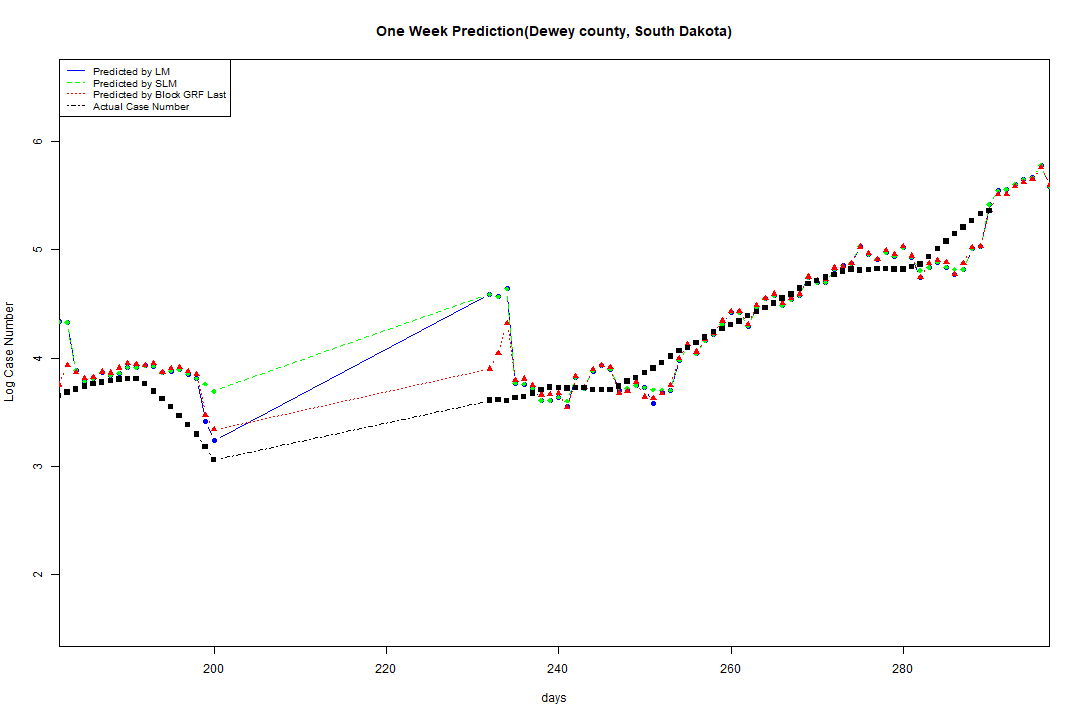 One Week Prediction(Dewey county, South Dakota)
Predicted by LM
Predicted by SLM
Predicted by Block GRF Last
Actual Case Number
6
5
4
3
2
Log Case Number
200 220 240 260 280
days